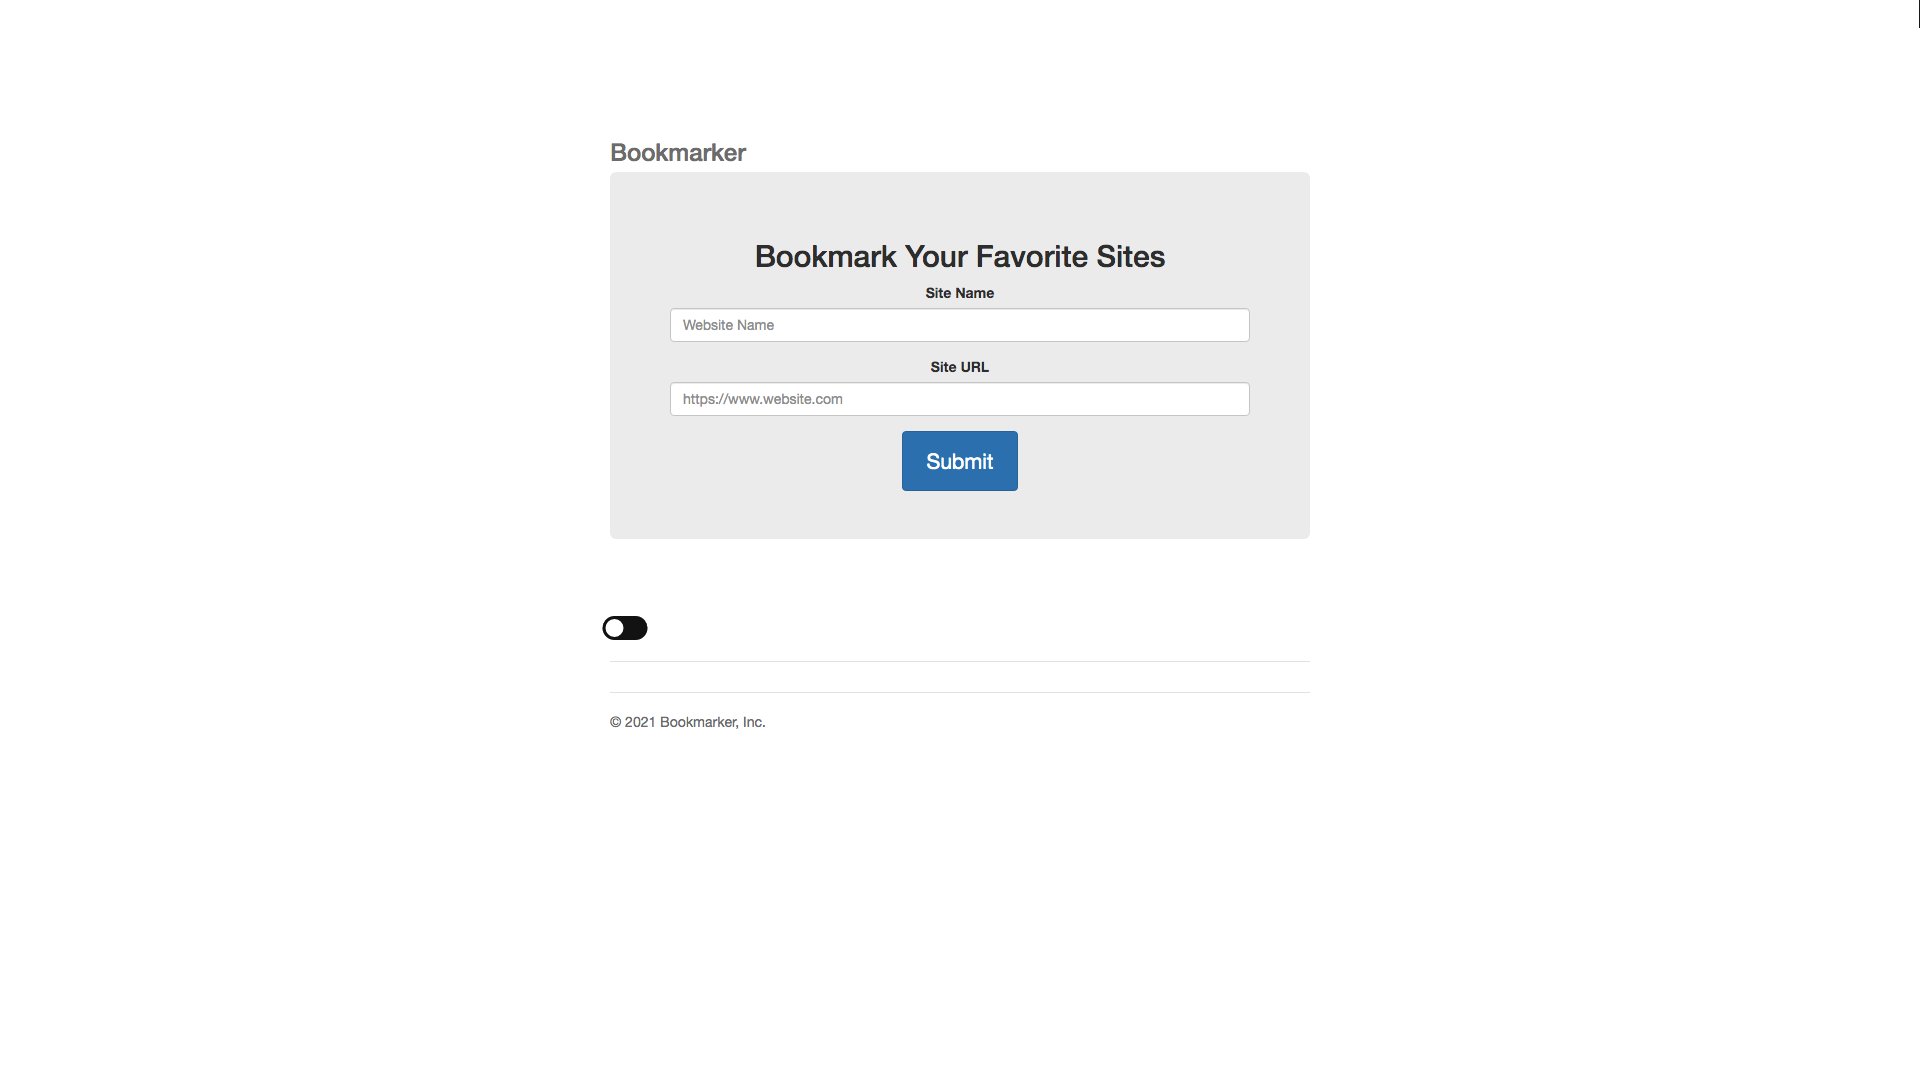 Bookmarker
Bookmark Your Favorite Sites
Site Name
Website Name
Site URL
https://www.website.com
Submit
© 2021 Bookmarker, Inc.